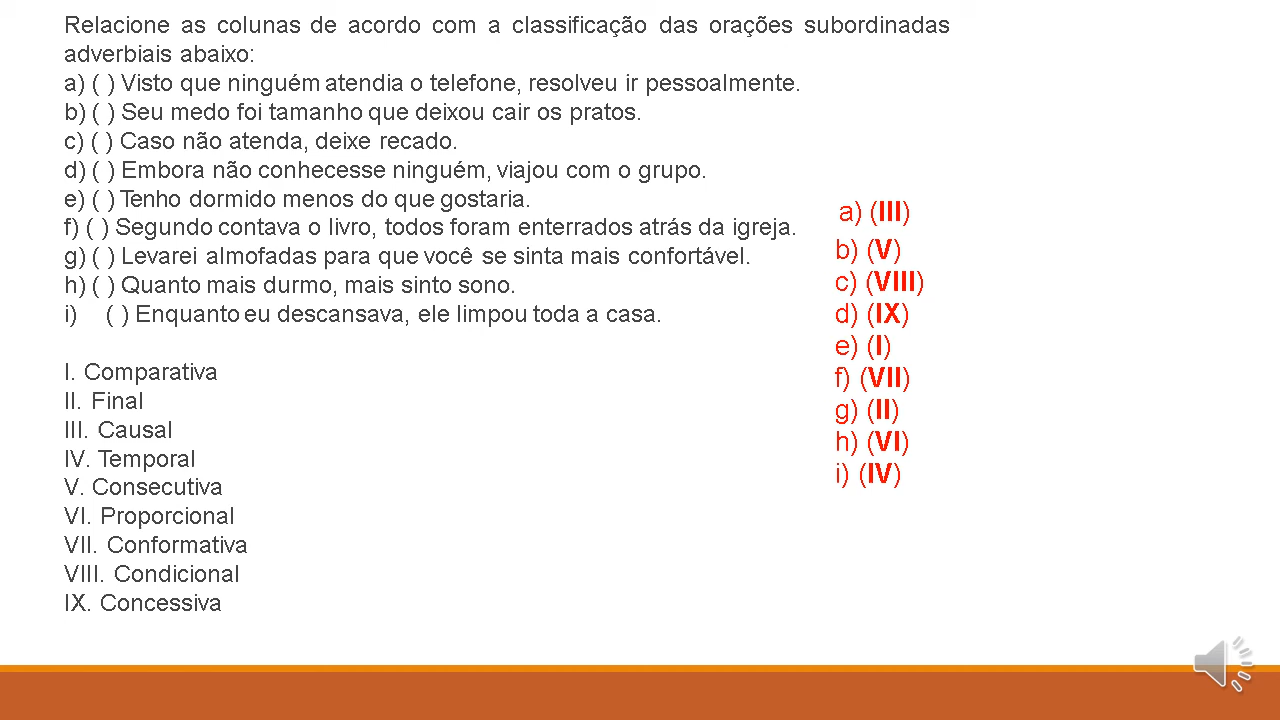 Relacione as colunas de acordo com a classificação das orações subordinadas
adverbiais abaixo:
a) ( ) Visto que ninguém atendia o telefone, resolveu ir pessoalmente.
b) ( ) Seu medo foi tamanho que deixou cair os pratos.
c) ( ) Caso não atenda, deixe recado.
d) ( ) Embora não conhecesse ninguém, viajou com o grupo.
e) ( ) Tenho dormido menos do que gostaria.
f) ( ) Segundo contava o livro, todos foram enterrados atrás da igreja.
g) ( ) Levarei almofadas para que você se sinta mais confortável.
h) ( ) Quanto mais durmo, mais sinto sono.
i) ( ) Enquanto eu descansava, ele limpou toda a casa.
I. Comparativa
II. Final
III. Causal
IV. Temporal
V. Consecutiva
VI. Proporcional
VII. Conformativa
VIII. Condicional
IX. Concessiva
a) (III)
b) (V)
c) (VIII)
d) (IX)
e) (I)
f) (VII)
g) (II)
h) (VI)
i) (IV)